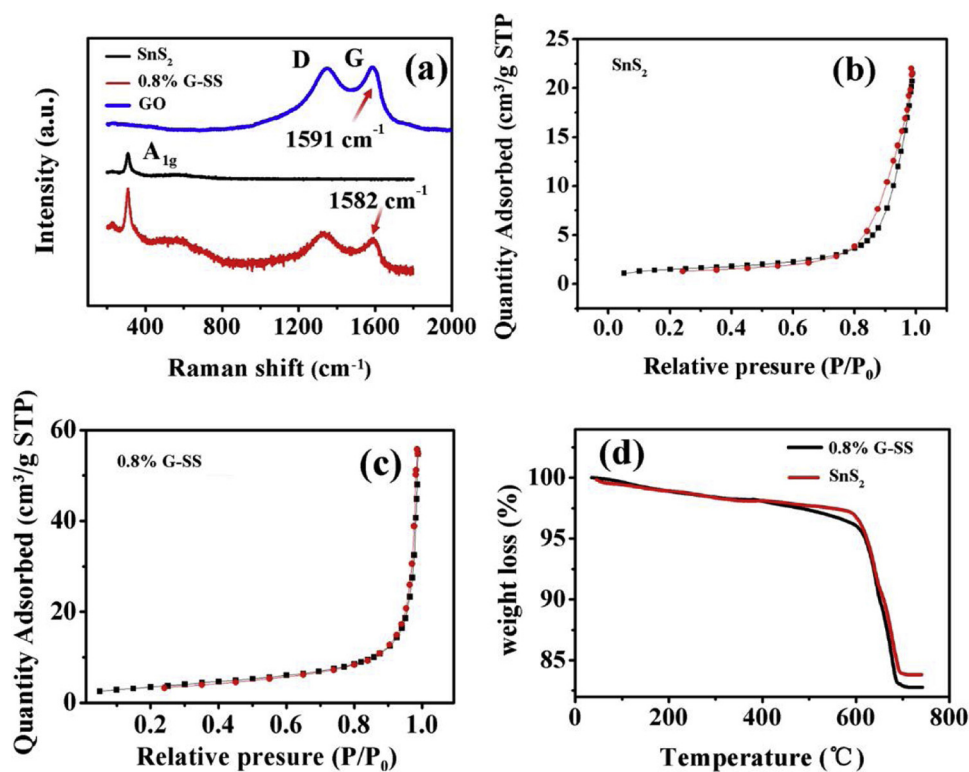 (a)
SnS₂
0.8% G-SS
GO
D G
1591 cm⁻¹
A₁g
1582 cm⁻¹
Intensity (a.u.)
400 800 1200 1600 2000
Raman shift (cm⁻¹)
(b)
SnS₂
Quantity Adsorbed (cm³/g STP
25
20
15
10
5
0
0.0 0.2 0.4 0.6 0.8 1.0
Relative presure (P/P₀)
(c)
0.8% G-SS
Quantity Adsorbed (cm³/g STP)
60
40
20
0
0.2 0.4 0.6 0.8 1.0
Relative presure (P/P₀)
(d)
0.8% G-SS
SnS₂
weight loss (%)
100
95
90
85
0 200 400 600 800
Temperature (℃)